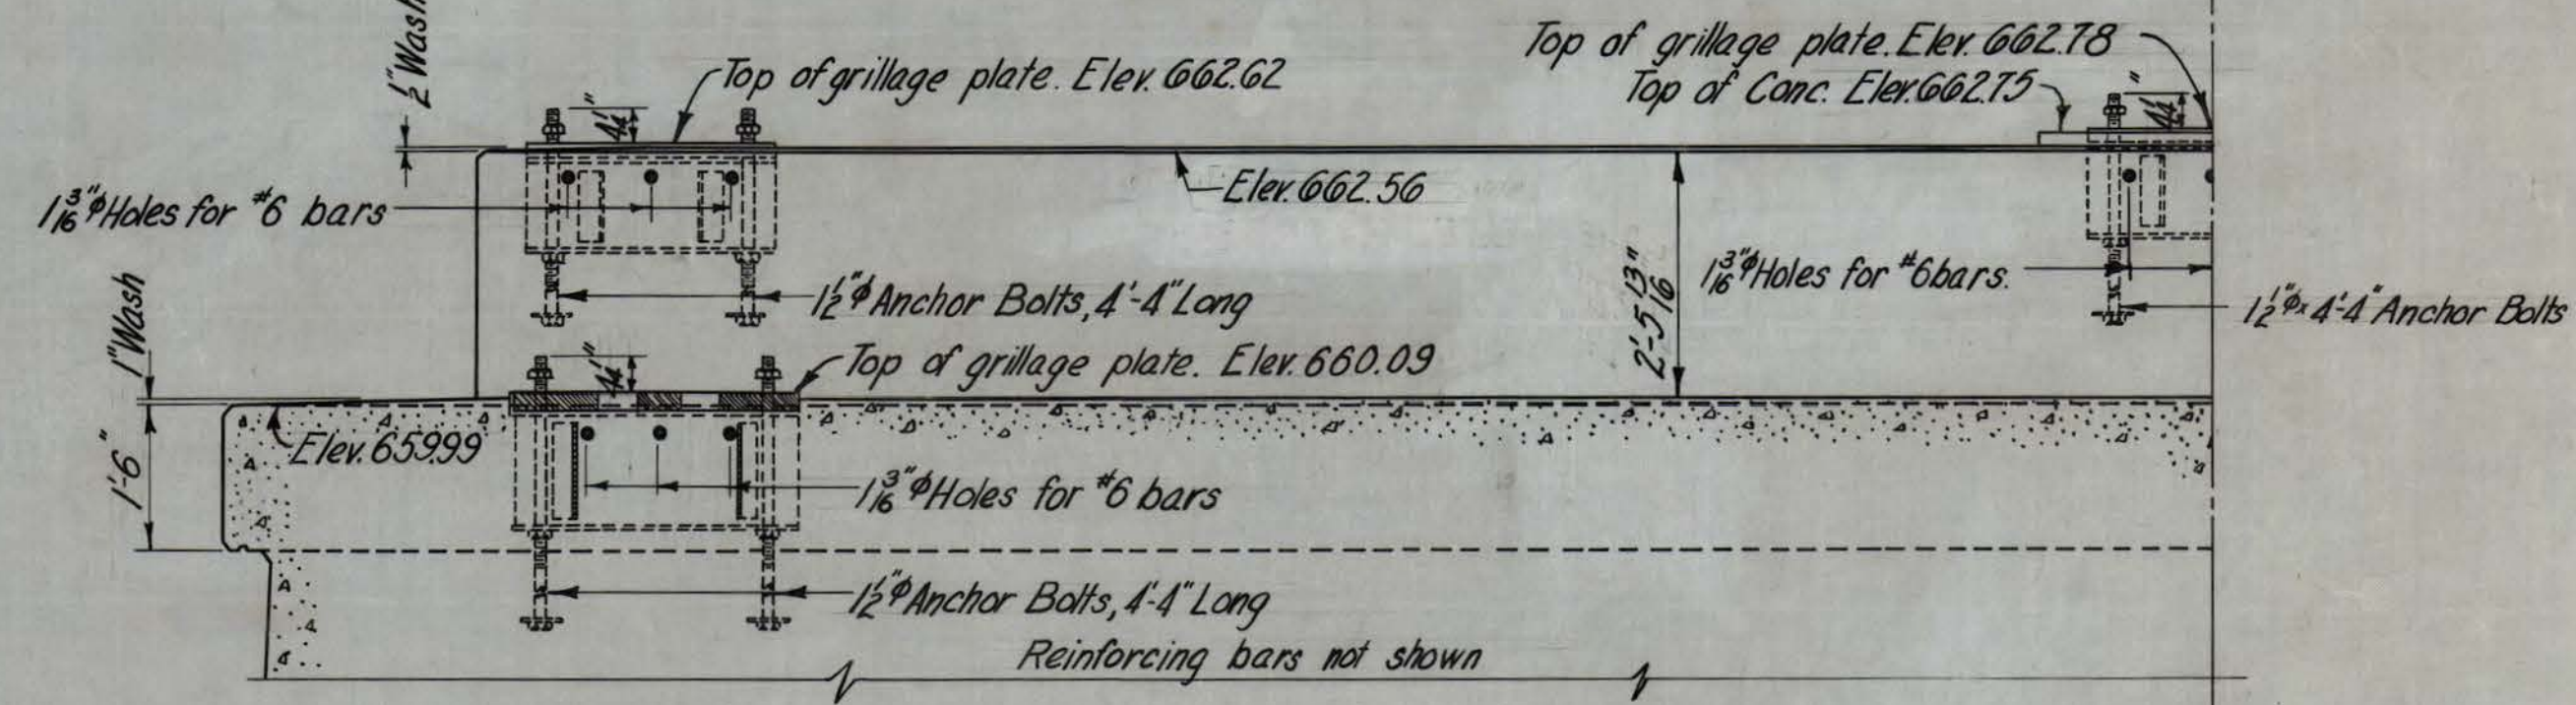 1/2" Wash
Top of grillage plate. Elev. 662.62
4 1/4"
Top of grillage plate. Elev. 662.78
Top of Conc. Elev. 662.75
4 1/4"
1 3/16" ϕ Holes for #6 bars
Elev. 662.56
1 1/2" ϕ Anchor Bolts, 4'-4" Long
2'-5 13/16"
1 3/16" ϕ Holes for #6 bars.
1 1/2" ϕ x 4'-4" Anchor Bolts
1" Wash
4 1/4"
Top of grillage plate. Elev. 660.09
1'-6"
Elev. 659.99
1 3/16" ϕ Holes for #6 bars
1 1/2" ϕ Anchor Bolts, 4'-4" Long
Reinforcing bars not shown